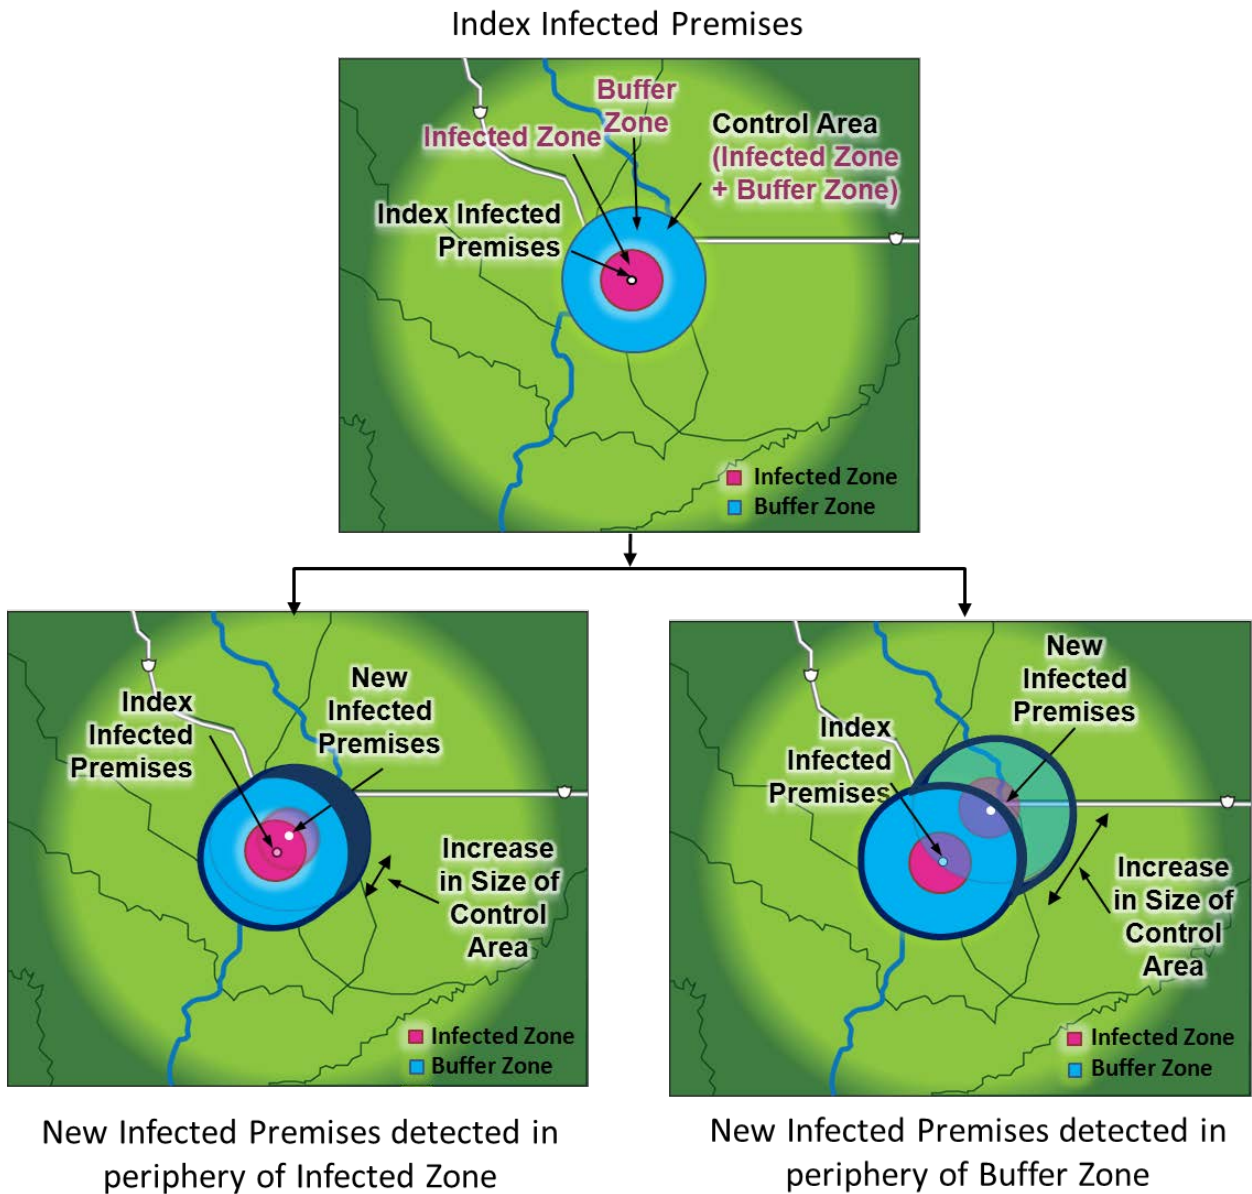 Index Infected Premises
Buffer
Zone
Infected Zone
Control Area
(Infected Zone
+ Buffer Zone)
Index Infected
Premises
Infected Zone
Buffer Zone
Index
Infected
Premises
New
Infected
Premises
Increase
in Size of
Control
Area
Infected Zone
Buffer Zone
New Infected Premises detected in
periphery of Infected Zone
New
Infected
Premises
Index
Infected
Premises
Increase
in Size of
Control
Area
Infected Zone
Buffer Zone
New Infected Premises detected in
periphery of Buffer Zone